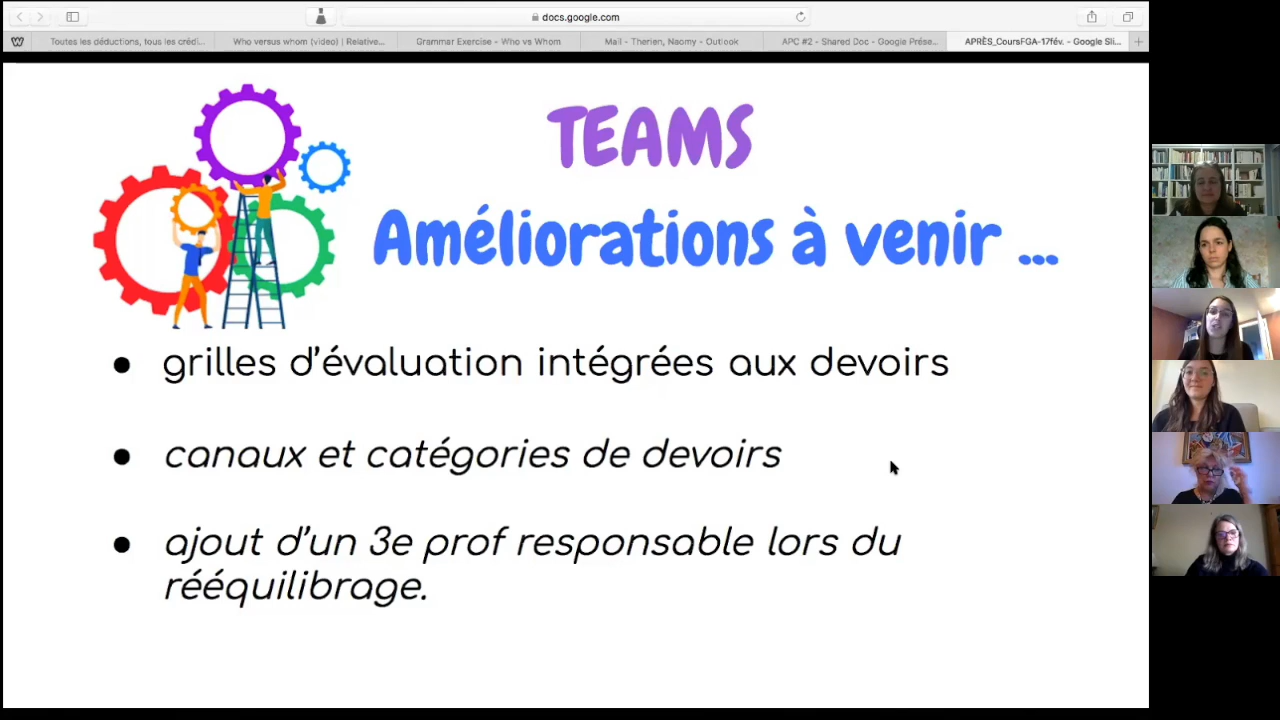 docs.google.com
Toutes les déductions, tous les crédi...
Who versus whom (video) | Relative...
Grammar Exercise - Who vs Whom
Mail - Therien, Naomy - Outlook
APC #2 - Shared Doc - Google Prése...
APRÈS_CoursFGA-17fév. - Google Sli...
TEAMS
Améliorations à venir ...
● grilles d'évaluation intégrées aux devoirs
● canaux et catégories de devoirs
● ajout d'un 3e prof responsable lors du
rééquilibrage.